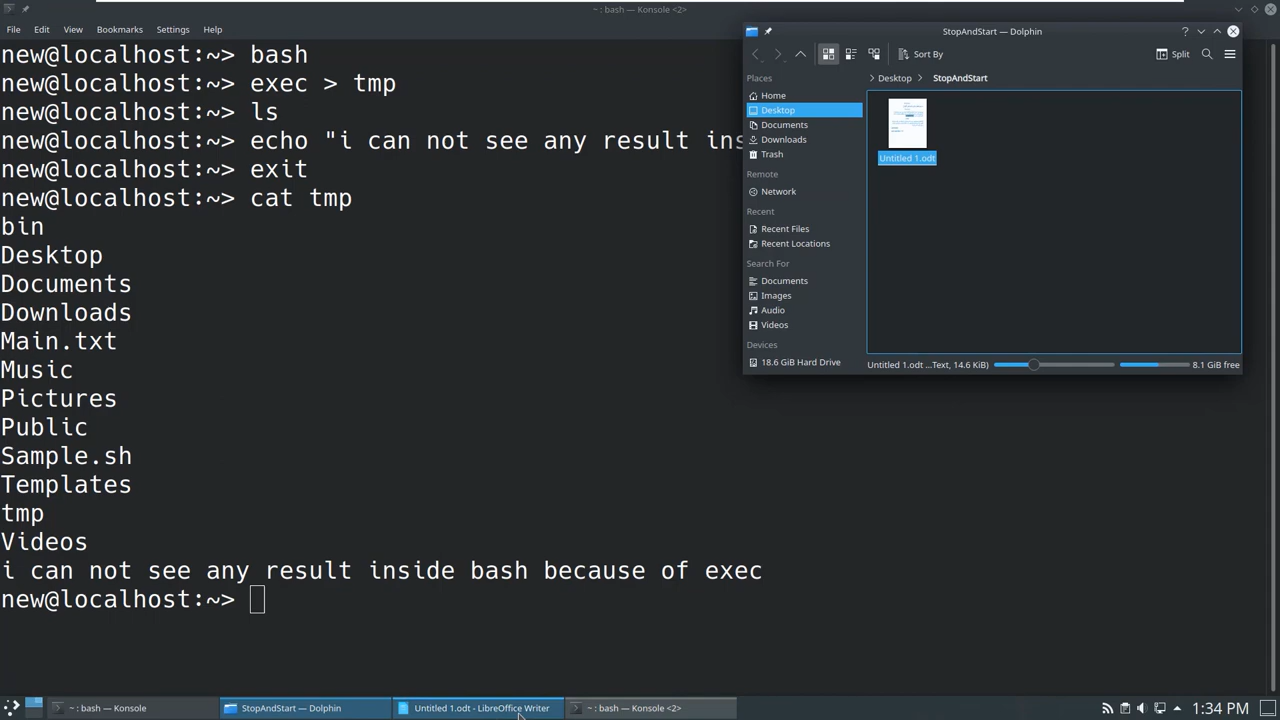 ~ : bash — Konsole <2>
File Edit View Bookmarks Settings Help
new@localhost:~> bash
new@localhost:~> exec > tmp
new@localhost:~> ls
new@localhost:~> echo "i can not see any result ins
new@localhost:~> exit
new@localhost:~> cat tmp
bin
Desktop
Documents
Downloads
Main.txt
Music
Pictures
Public
Sample.sh
Templates
tmp
Videos
i can not see any result inside bash because of exec
new@localhost:~>
StopAndStart — Dolphin
Sort By
Split
Places
Home
Desktop
Documents
Downloads
Trash
Remote
Network
Recent
Recent Files
Recent Locations
Search For
Documents
Images
Audio
Videos
Devices
18.6 GiB Hard Drive
> Desktop > StopAndStart
Untitled 1.odt
Untitled 1.odt ...Text, 14.6 KiB)
8.1 GiB free
~ : bash — Konsole
StopAndStart — Dolphin
Untitled 1.odt - LibreOffice Writer
~ : bash — Konsole <2>
1:34 PM